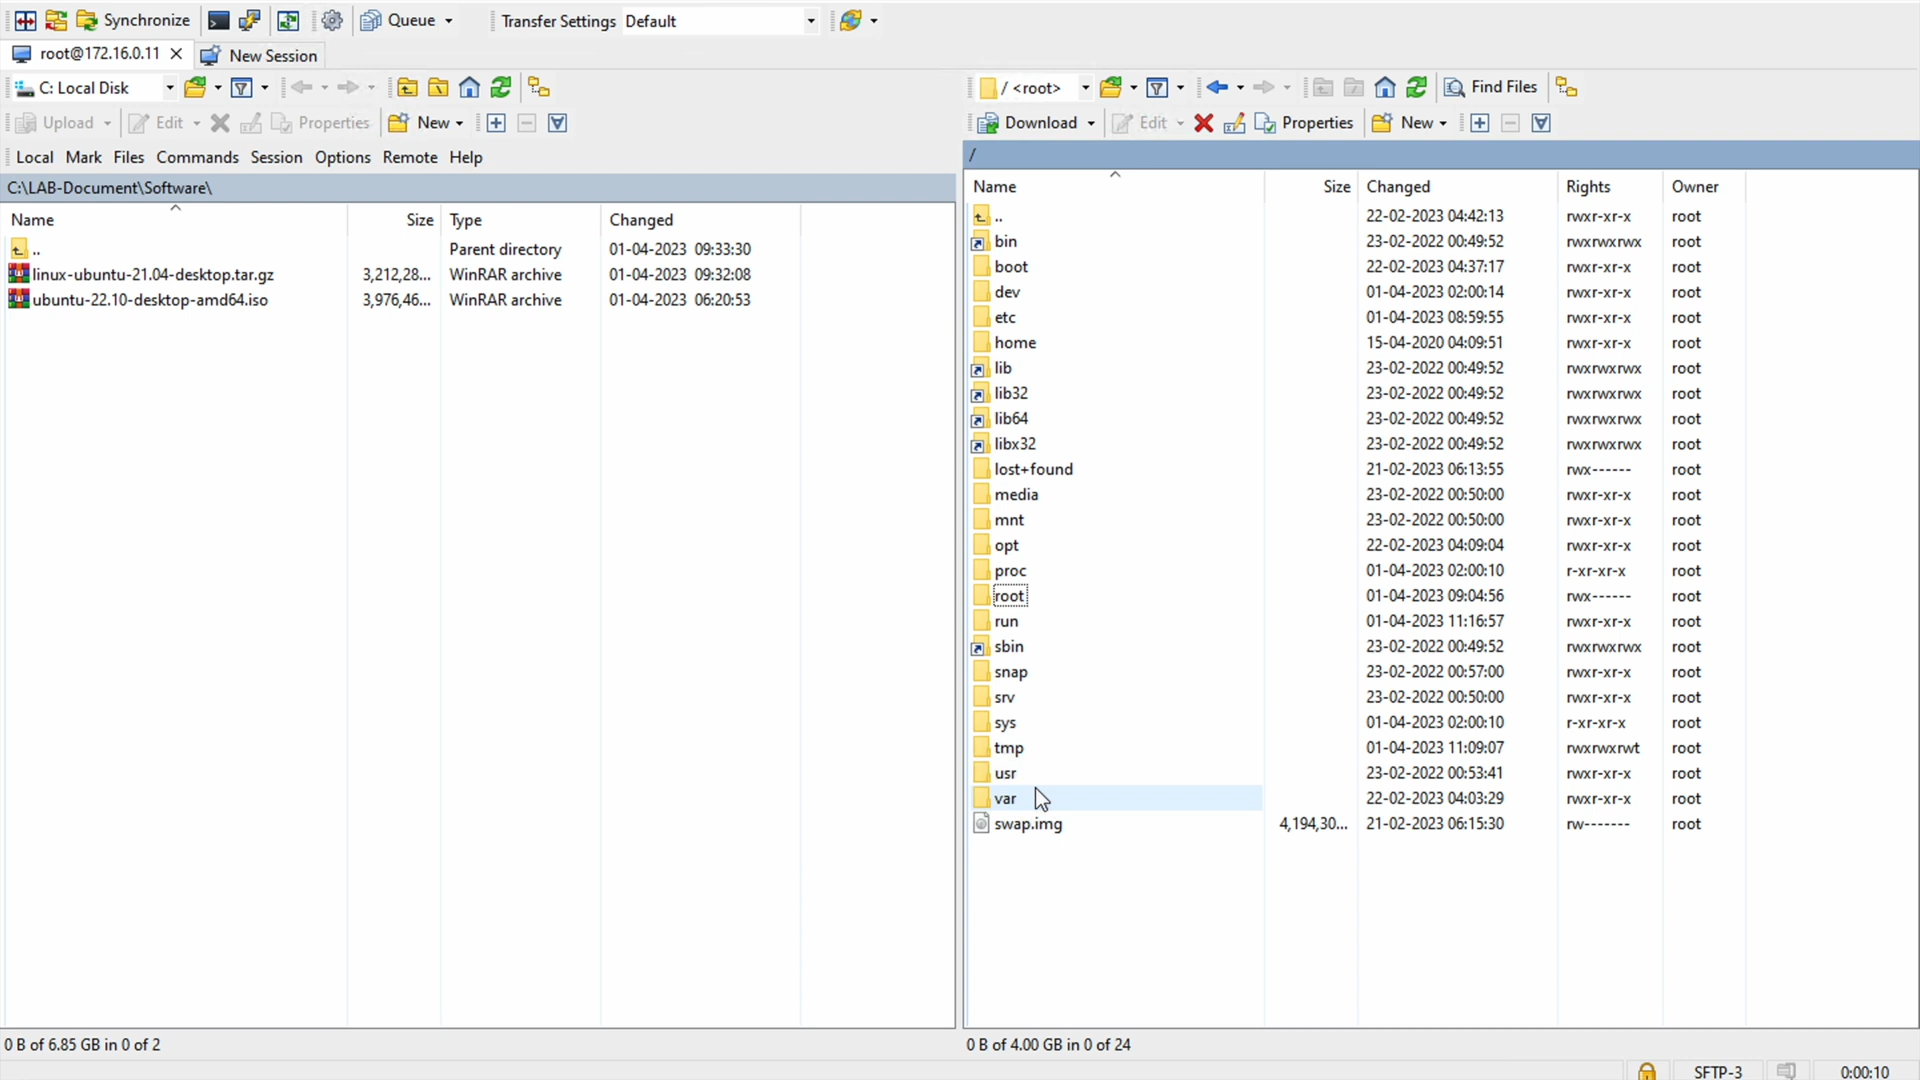 Synchronize Queue Transfer Settings Default
root@172.16.0.11 New Session
C: Local Disk
Upload Edit Properties New
Local Mark Files Commands Session Options Remote Help
C:\LAB-Document\Software\
Name Size Type Changed
.. Parent directory 01-04-2023 09:33:30
linux-ubuntu-21.04-desktop.tar.gz 3,212,28... WinRAR archive 01-04-2023 09:32:08
ubuntu-22.10-desktop-amd64.iso 3,976,46... WinRAR archive 01-04-2023 06:20:53
0 B of 6.85 GB in 0 of 2
/ <root> Find Files
Download Edit Properties New
/
Name Size Changed Rights Owner
.. 22-02-2023 04:42:13 rwxr-xr-x root
bin 23-02-2022 00:49:52 rwxrwxrwx root
boot 22-02-2023 04:37:17 rwxr-xr-x root
dev 01-04-2023 02:00:14 rwxr-xr-x root
etc 01-04-2023 08:59:55 rwxr-xr-x root
home 15-04-2020 04:09:51 rwxr-xr-x root
lib 23-02-2022 00:49:52 rwxrwxrwx root
lib32 23-02-2022 00:49:52 rwxrwxrwx root
lib64 23-02-2022 00:49:52 rwxrwxrwx root
libx32 23-02-2022 00:49:52 rwxrwxrwx root
lost+found 21-02-2023 06:13:55 rwx------ root
media 23-02-2022 00:50:00 rwxr-xr-x root
mnt 23-02-2022 00:50:00 rwxr-xr-x root
opt 22-02-2023 04:09:04 rwxr-xr-x root
proc 01-04-2023 02:00:10 r-xr-xr-x root
root 01-04-2023 09:04:56 rwx------ root
run 01-04-2023 11:16:57 rwxr-xr-x root
sbin 23-02-2022 00:49:52 rwxrwxrwx root
snap 23-02-2022 00:57:00 rwxr-xr-x root
srv 23-02-2022 00:50:00 rwxr-xr-x root
sys 01-04-2023 02:00:10 r-xr-xr-x root
tmp 01-04-2023 11:09:07 rwxrwxrwt root
usr 23-02-2022 00:53:41 rwxr-xr-x root
var 22-02-2023 04:03:29 rwxr-xr-x root
swap.img 4,194,30... 21-02-2023 06:15:30 rw------- root
0 B of 4.00 GB in 0 of 24
SFTP-3 0:00:10